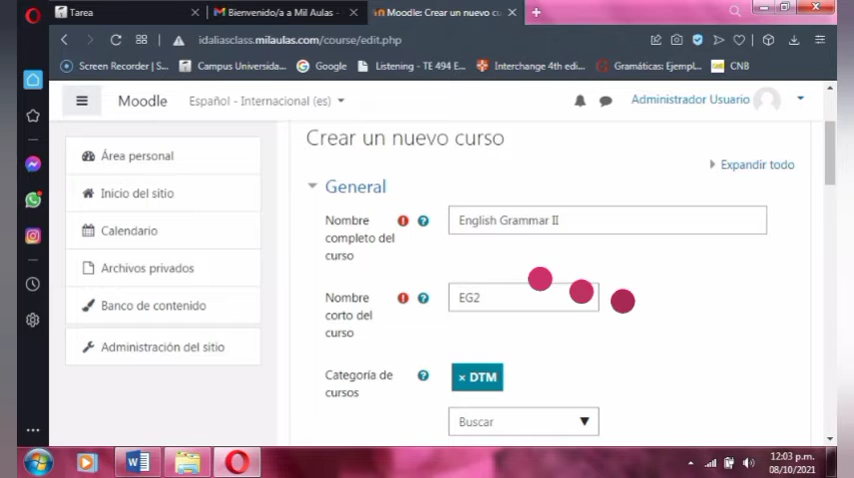 Tarea
Bienvenido/a a Mil Aulas -
Moodle: Crear un nuevo cu
idaliasclass.milaulas.com/course/edit.php
Screen Recorder | S...
Campus Universida...
Google
Listening - TE 494 E...
Interchange 4th edi...
Gramáticas: Ejempl...
CNB
Moodle
Español - Internacional (es)
Administrador Usuario
Área personal
Inicio del sitio
Calendario
Archivos privados
Banco de contenido
Administración del sitio
Crear un nuevo curso
Expandir todo
General
Nombre
completo del
curso
English Grammar II
Nombre
corto del
curso
EG2
Categoría de
cursos
× DTM
Buscar
12:03 p.m.
08/10/2021